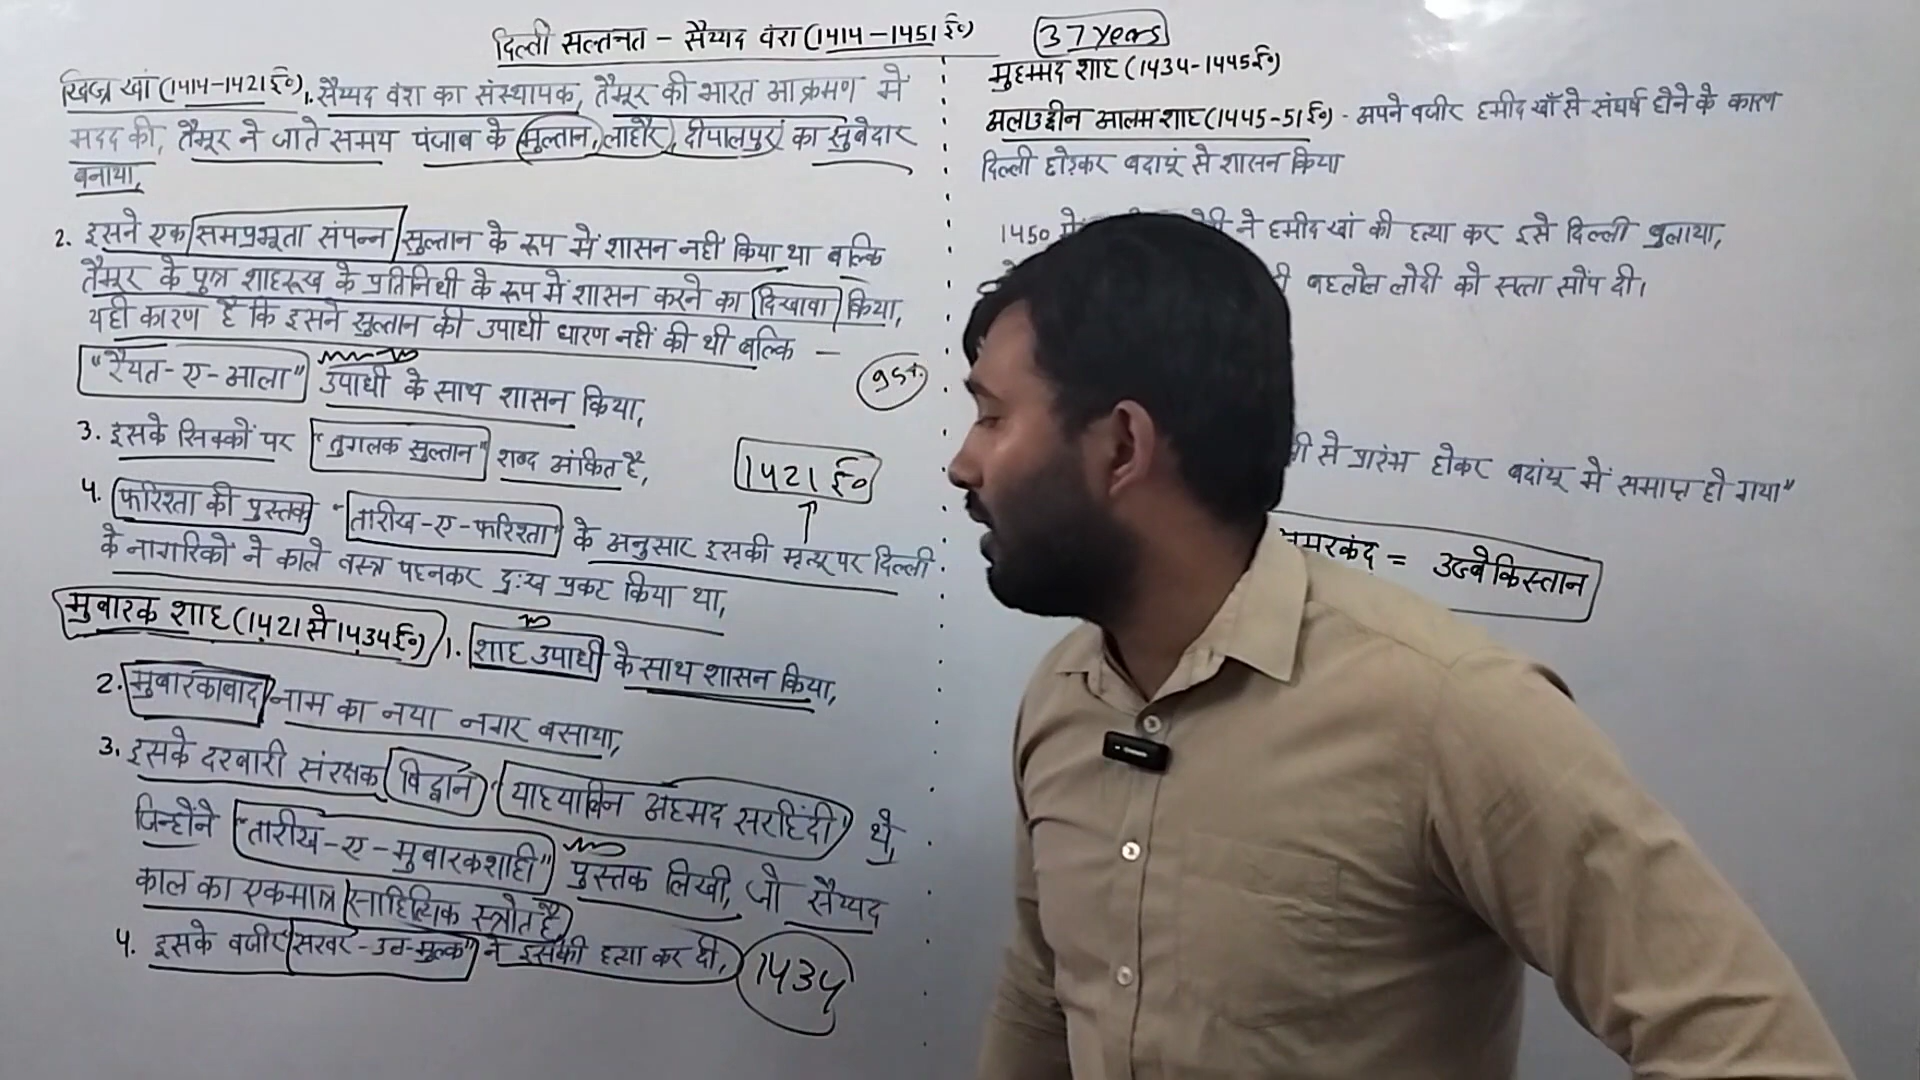 दिल्ली सल्तनत - सैय्यद वंश (1414-1451 ई०) 37 years
खिज्र खां (1414-1421 ई०) 1. सैय्यद वंश का संस्थापक, तैमूर की भारत आक्रमण में
मदद की, तैमूर ने जाते समय पंजाब के मुल्तान, लाहौर, दीपालपुर का सुबेदार
बनाया,
2. इसने एक समप्रभूता संपन्न सुल्तान के रूप में शासन नहीं किया था बल्कि
तैमूर के पुत्र शाहरूख के प्रतिनिधी के रूप में शासन करने का दिखावा किया,
यही कारण है कि इसने सुल्तान की उपाधी धारण नहीं की थी बल्कि -
"रैयत-ए-आला" उपाधी के साथ शासन किया,
3. इसके सिक्कों पर "तुगलक सुल्तान" शब्द अंकित है,
1421 ई०
4. फरिश्ता की पुस्तक "तारीख-ए-फरिश्ता" के अनुसार इसकी मृत्यू पर दिल्ली
के नागरिकों ने काले वस्त्र पहनकर दुःख प्रकट किया था,
मुबारक शाह (1421 से 1434 ई०) 1. शाह उपाधी के साथ शासन किया,
2. मुबारकाबाद नाम का नया नगर बसाया,
3. इसके दरबारी संरक्षक विद्वान "याहयाबिन अहमद सरहिंदी" थे,
जिन्होंने "तारीख-ए-मुबारकशाही" पुस्तक लिखी, जो सैय्यद
काल का एकमात्र साहित्यिक स्त्रोत है,
4. इसके वजीर "सरवर-उल-मुल्क" ने इसकी हत्या कर दी, 1434
मुहम्मद शाह (1434-1445 ई०)
अलाउद्दीन आलम शाह (1445-51 ई०) - अपने वजीर हमीद खाँ से संघर्ष होने के कारण
दिल्ली छोड़कर बदायूं से शासन किया
1450 ने हमीद खां की हत्या कर इसे दिल्ली बुलाया,
बहलोल लोदी को सत्ता सोंप दी।
से प्रारंभ होकर बदांयू में समाप्त हो गया"
समरकंद = उज्बेकिस्तान